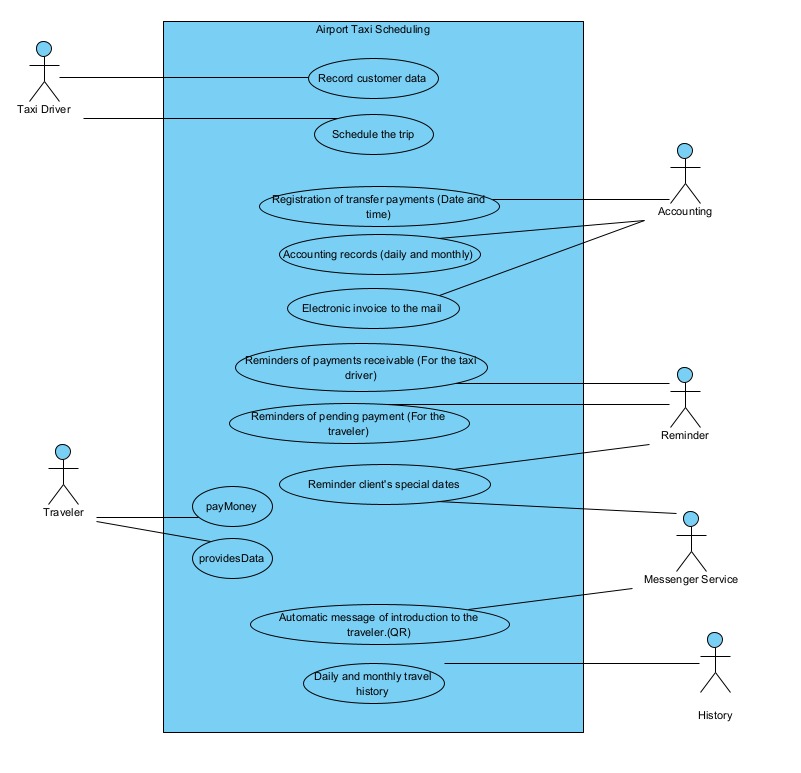 Airport Taxi Scheduling
Taxi Driver
Record customer data
Schedule the trip
Registration of transfer payments (Date and
time)
Accounting
Accounting records (daily and monthly)
Electronic invoice to the mail
Reminders of payments receivable (For the taxi
driver)
Reminders of pending payment (For the
traveler)
Reminder
Reminder client's special dates
Traveler
payMoney
providesData
Messenger Service
Automatic message of introduction to the
traveler.(QR)
Daily and monthly travel
history
History